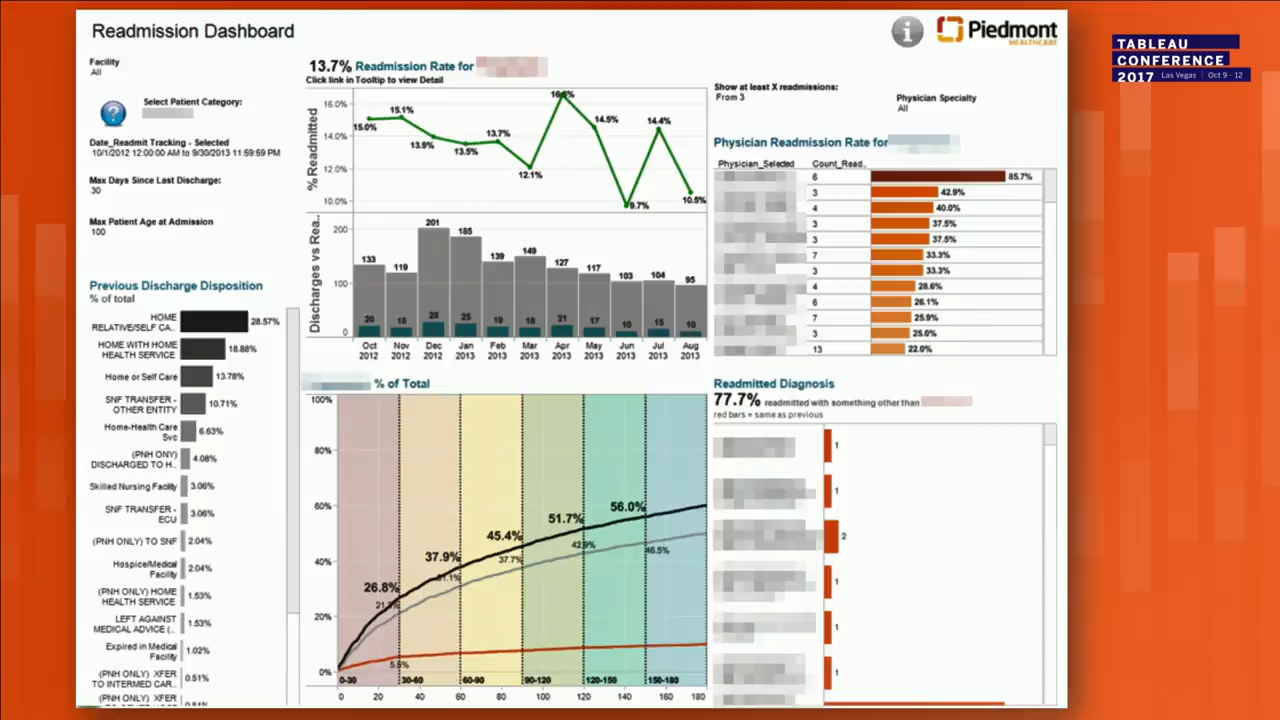 Readmission Dashboard
Piedmont
HEALTHCARE
TABLEAU
CONFERENCE
2017 Las Vegas | Oct 9 - 12
Facility
All
Select Patient Category:
Date_Readmit Tracking - Selected
10/1/2012 12:00:00 AM to 9/30/2013 11:59:59 PM
Max Days Since Last Discharge:
30
Max Patient Age at Admission
100
Previous Discharge Disposition
% of total
HOME
RELATIVE/SELF CA..
28.57%
HOME WITH HOME
HEALTH SERVICE
18.88%
Home or Self Care
13.78%
SNF TRANSFER -
OTHER ENTITY
10.71%
Home-Health Care
Svc
6.63%
(PNH ONY)
DISCHARGED TO H..
4.08%
Skilled Nursing Facility
3.06%
SNF TRANSFER -
ECU
3.06%
(PNH ONLY) TO SNF
2.04%
Hospice/Medical
Facility
2.04%
(PNH ONLY) HOME
HEALTH SERVICE
1.53%
LEFT AGAINST
MEDICAL ADVICE (..
1.53%
Expired in Medical
Facility
1.02%
(PNH ONLY) XFER
TO INTERMED CAR..
0.51%
(PNH ONLY) XFER
13.7% Readmission Rate for
Click link in Tooltip to view Detail
% Readmitted
16.0%
14.0%
12.0%
10.0%
15.0%
15.1%
13.9%
13.5%
13.7%
12.1%
16.5%
14.5%
9.7%
14.4%
10.5%
Discharges vs Rea..
200
100
0
133
119
201
185
139
149
127
117
103
104
95
20
18
28
25
19
18
21
17
10
15
10
Oct 2012
Nov 2012
Dec 2012
Jan 2013
Feb 2013
Mar 2013
Apr 2013
May 2013
Jun 2013
Jul 2013
Aug 2013
% of Total
100%
80%
60%
40%
20%
0%
26.8%
37.9%
45.4%
51.7%
56.0%
37.7%
42.9%
46.5%
5.5%
0-30
30-60
60-90
90-120
120-150
150-180
20
40
60
80
100
120
140
160
180
Show at least X readmissions:
From 3
Physician Specialty
All
Physician Readmission Rate for
Physician_Selected Count_Read..
6 85.7%
3 42.9%
4 40.0%
3 37.5%
3 37.5%
7 33.3%
3 33.3%
4 28.6%
6 26.1%
7 25.9%
3 25.0%
13 22.0%
Readmitted Diagnosis
77.7% readmitted with something other than
red bars = same as previous
1
1
2
1
1
1